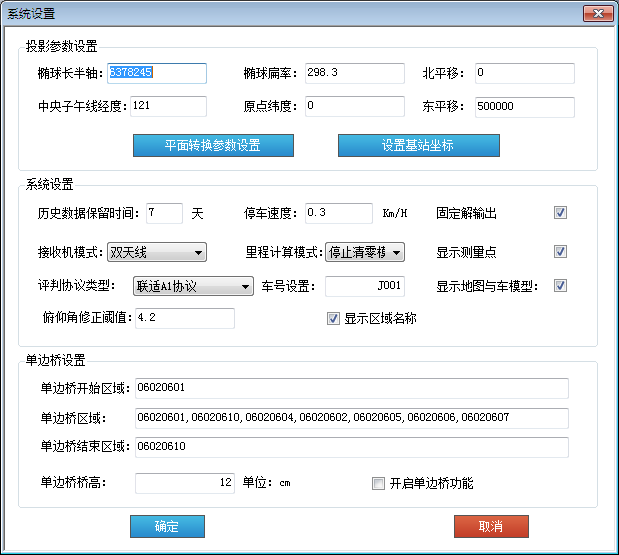 系统设置
投影参数设置
椭球长半轴: 6378245 椭球扁率: 298.3 北平移: 0
中央子午线经度: 121 原点纬度: 0 东平移: 500000
平面转换参数设置 设置基站坐标
系统设置
历史数据保留时间: 7 天 停车速度: 0.3 Km/H 固定解输出
接收机模式: 双天线 里程计算模式: 停止清零模 显示测量点
评判协议类型: 联适A1协议 车号设置: J001 显示地图与车模型:
俯仰角修正阈值: 4.2 显示区域名称
单边桥设置
单边桥开始区域: 06020601
单边桥区域: 06020601,06020610,06020604,06020602,06020605,06020606,06020607
单边桥结束区域: 06020610
单边桥桥高: 12 单位: cm 开启单边桥功能
确定 取消